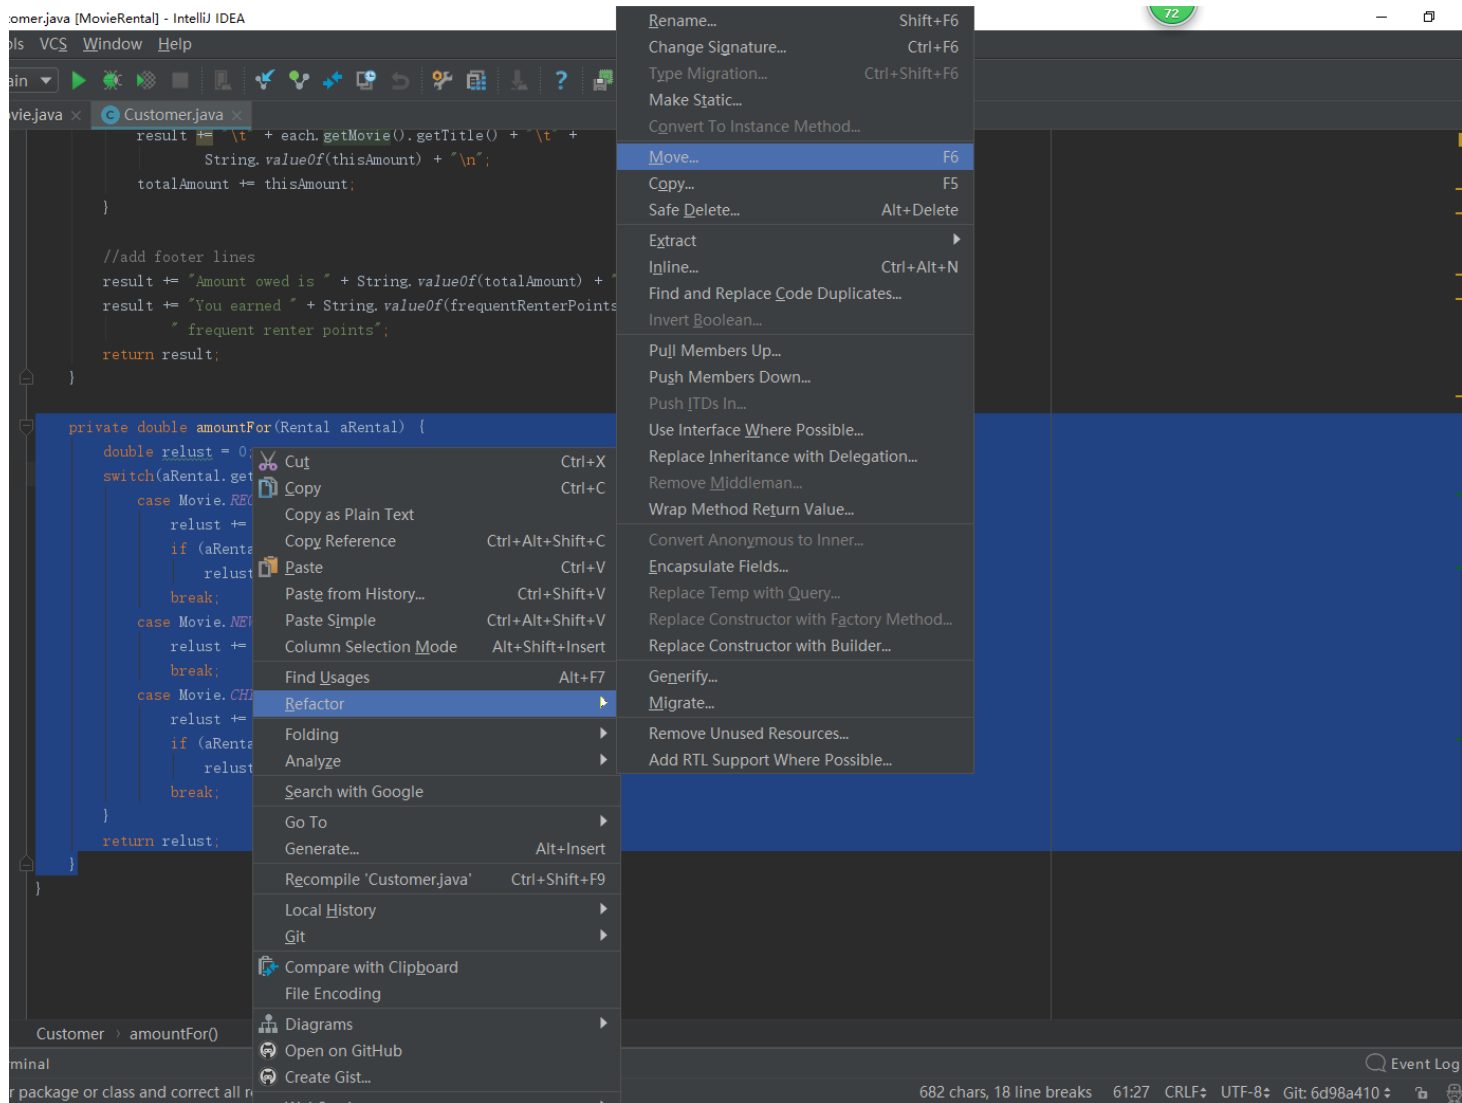 tomer.java [MovieRental] - IntelliJ IDEA
72
ols VCS Window Help
ain
vie.java
Customer.java
result += "\t" + each.getMovie().getTitle() + "\t" +
String.valueOf(thisAmount) + "\n";
totalAmount += thisAmount;
}
//add footer lines
result += "Amount owed is " + String.valueOf(totalAmount) + "
result += "You earned " + String.valueOf(frequentRenterPoints
" frequent renter points";
return result;
}
private double amountFor(Rental aRental) {
double relust = 0;
switch(aRental.get
case Movie.REG
relust +=
if (aRenta
relust
break;
case Movie.NEW
relust +=
break;
case Movie.CHI
relust +=
if (aRenta
relust
break;
}
return relust;
}
}
Cut Ctrl+X
Copy Ctrl+C
Copy as Plain Text
Copy Reference Ctrl+Alt+Shift+C
Paste Ctrl+V
Paste from History... Ctrl+Shift+V
Paste Simple Ctrl+Alt+Shift+V
Column Selection Mode Alt+Shift+Insert
Find Usages Alt+F7
Refactor
Folding
Analyze
Search with Google
Go To
Generate... Alt+Insert
Recompile 'Customer.java' Ctrl+Shift+F9
Local History
Git
Compare with Clipboard
File Encoding
Diagrams
Open on GitHub
Create Gist...
Rename... Shift+F6
Change Signature... Ctrl+F6
Type Migration... Ctrl+Shift+F6
Make Static...
Convert To Instance Method...
Move... F6
Copy... F5
Safe Delete... Alt+Delete
Extract
Inline... Ctrl+Alt+N
Find and Replace Code Duplicates...
Invert Boolean...
Pull Members Up...
Push Members Down...
Push ITDs In...
Use Interface Where Possible...
Replace Inheritance with Delegation...
Remove Middleman...
Wrap Method Return Value...
Convert Anonymous to Inner...
Encapsulate Fields...
Replace Temp with Query...
Replace Constructor with Factory Method...
Replace Constructor with Builder...
Generify...
Migrate...
Remove Unused Resources...
Add RTL Support Where Possible...
Customer › amountFor()
rminal
Event Log
r package or class and correct all r
682 chars, 18 line breaks 61:27 CRLF UTF-8 Git: 6d98a410